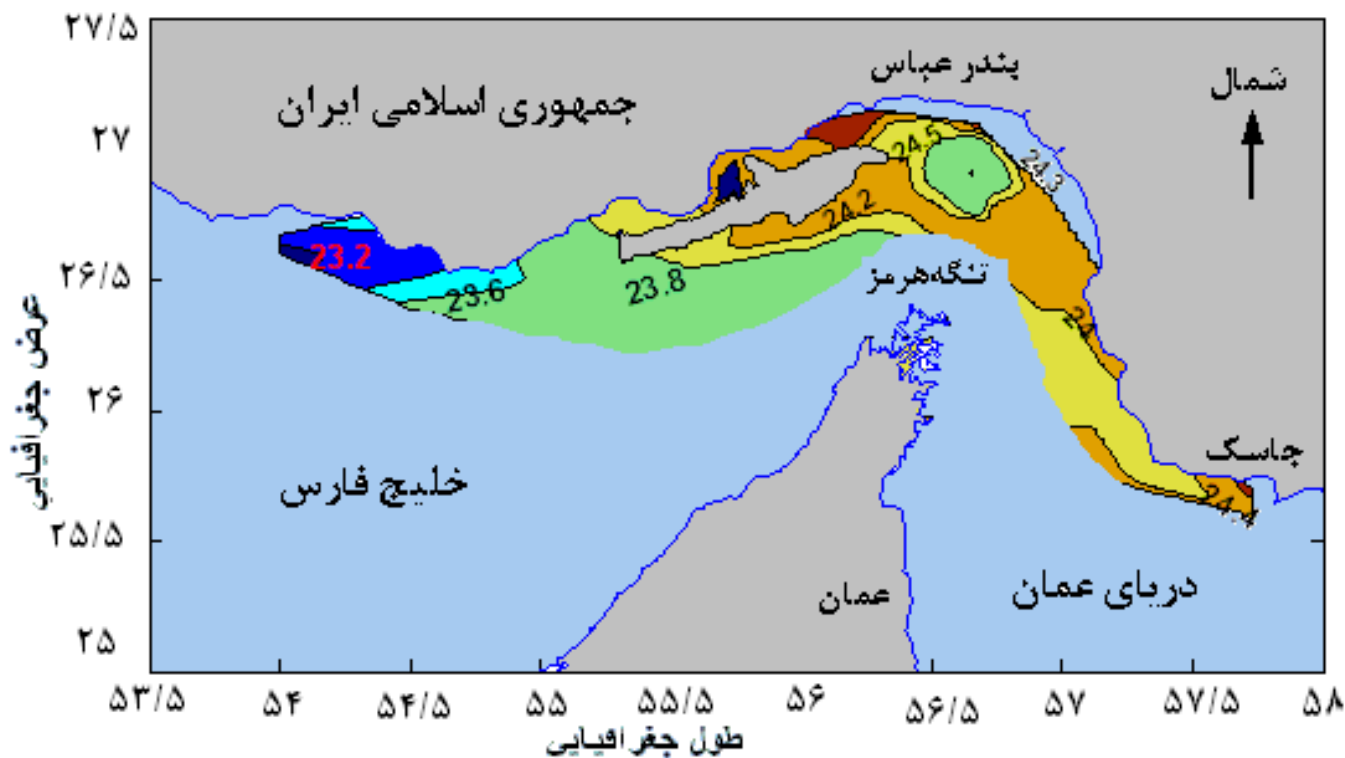 ۲۷/۵
بندر عباس
شمال
جمهوری اسلامی ایران
۲۷
24.5
24.3
24.2
23.2
۲۶/۵
23.6
23.8
تنگه هرمز
24
عرض جغرافیایی
۲۶
جاسک
خلیج فارس
24.4
۲۵/۵
عمان
دریای عمان
۲۵
۵۳/۵ ۵۴ ۵۴/۵ ۵۵ ۵۵/۵ ۵۶ ۵۶/۵ ۵۷ ۵۷/۵ ۵۸
طول جغرافیایی